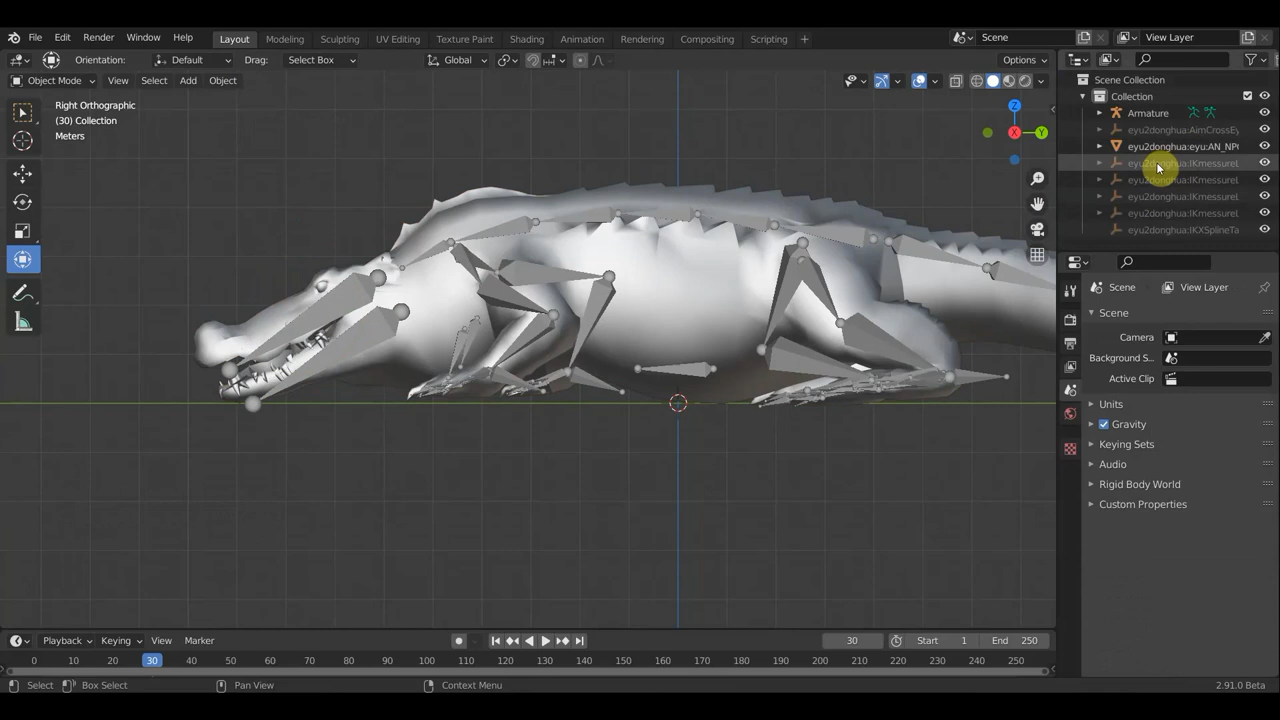 File Edit Render Window Help Layout Modeling Sculpting UV Editing Texture Paint Shading Animation Rendering Compositing Scripting + Scene View Layer
Orientation: Default Drag: Select Box Global Options
Object Mode View Select Add Object
Right Orthographic
(30) Collection
Meters
Z
X
Y
Scene Collection
Collection
Armature
eyu2donghua:AimCrossEy
eyu2donghua:eyu:AN_NP
eyu2donghua:IKmessureL
eyu2donghua:IKmessureL
eyu2donghua:IKmessureL
eyu2donghua:IKmessureL
eyu2donghua:IKXSplineTa
Scene View Layer
Scene
Camera
Background S...
Active Clip
Units
Gravity
Keying Sets
Audio
Rigid Body World
Custom Properties
Playback Keying View Marker 30 Start 1 End 250
0 10 20 30 40 50 60 70 80 90 100 110 120 130 140 150 160 170 180 190 200 210 220 230 240 250
Select Box Select Pan View Context Menu 2.91.0 Beta